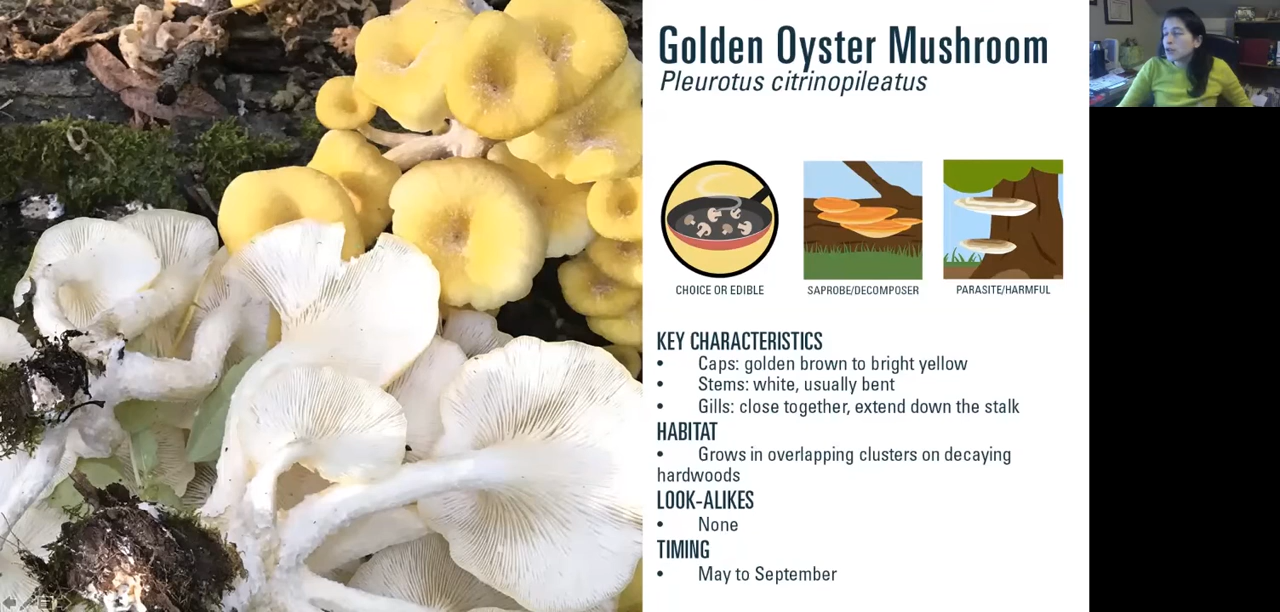 Golden Oyster Mushroom
Pleurotus citrinopileatus
CHOICE OR EDIBLE
SAPROBE/DECOMPOSER
PARASITE/HARMFUL
KEY CHARACTERISTICS
• Caps: golden brown to bright yellow
• Stems: white, usually bent
• Gills: close together, extend down the stalk
HABITAT
• Grows in overlapping clusters on decaying
hardwoods
LOOK-ALIKES
• None
TIMING
• May to September